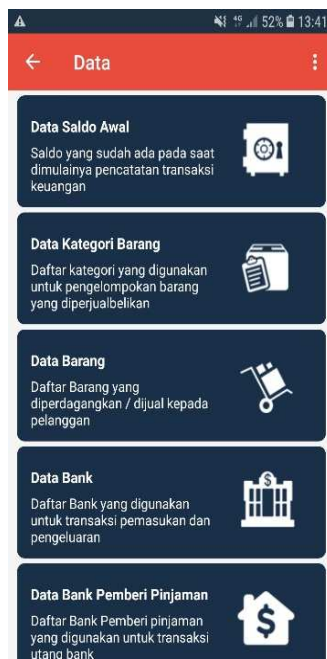 52% 13:41
Data
Data Saldo Awal
Saldo yang sudah ada pada saat
dimulainya pencatatan transaksi
keuangan
Data Kategori Barang
Daftar kategori yang digunakan
untuk pengelompokan barang
yang diperjualbelikan
Data Barang
Daftar Barang yang
diperdagangkan / dijual kepada
pelanggan
Data Bank
Daftar Bank yang digunakan
untuk transaksi pemasukan dan
pengeluaran
Data Bank Pemberi Pinjaman
Daftar Bank Pemberi pinjaman
yang digunakan untuk transaksi
utang bank